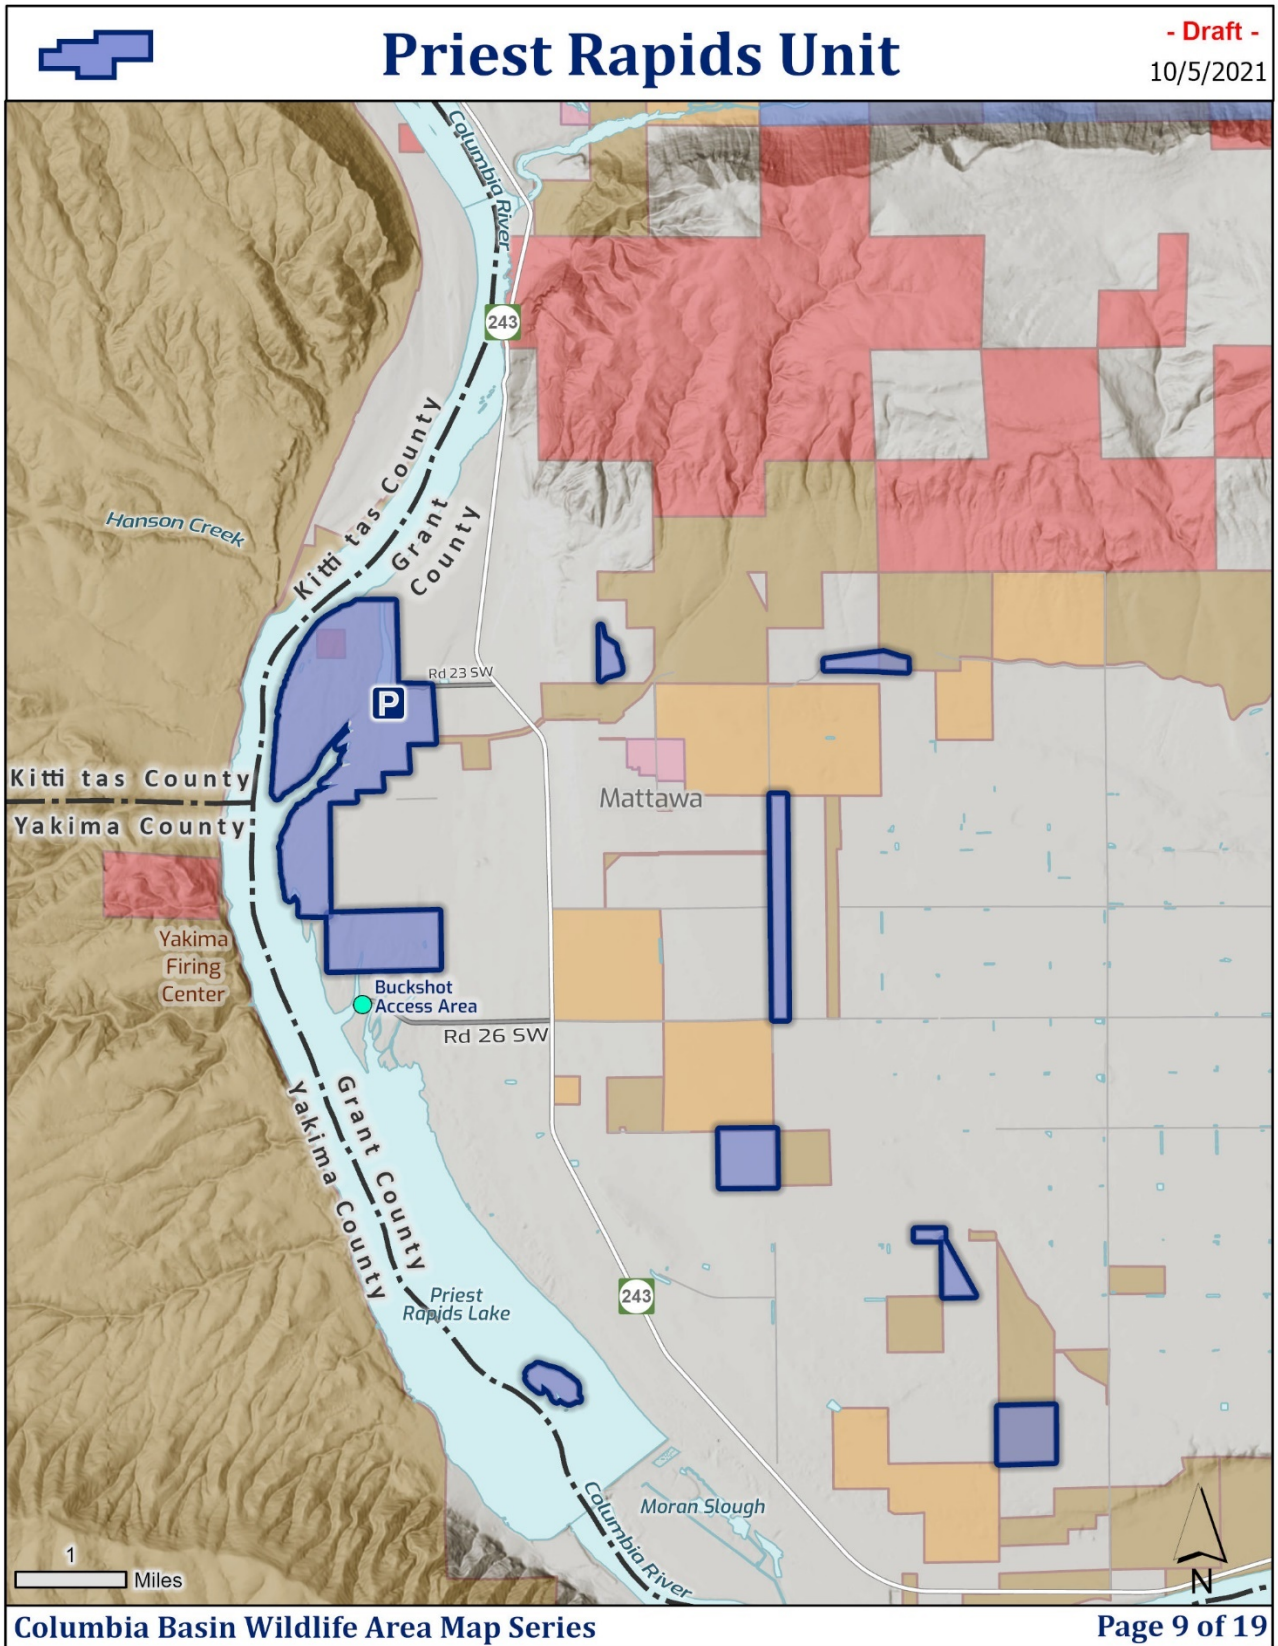 Priest Rapids Unit
- Draft -
10/5/2021
Columbia River
243
Kittitas County
Grant
County
Hanson Creek
Rd 23 SW
P
Kittitas County
Yakima County
Mattawa
Yakima
Firing
Center
Buckshot
Access Area
Rd 26 SW
Grant County
Yakima County
Priest
Rapids Lake
243
Moran Slough
Columbia River
1
Miles
N
Columbia Basin Wildlife Area Map Series
Page 9 of 19